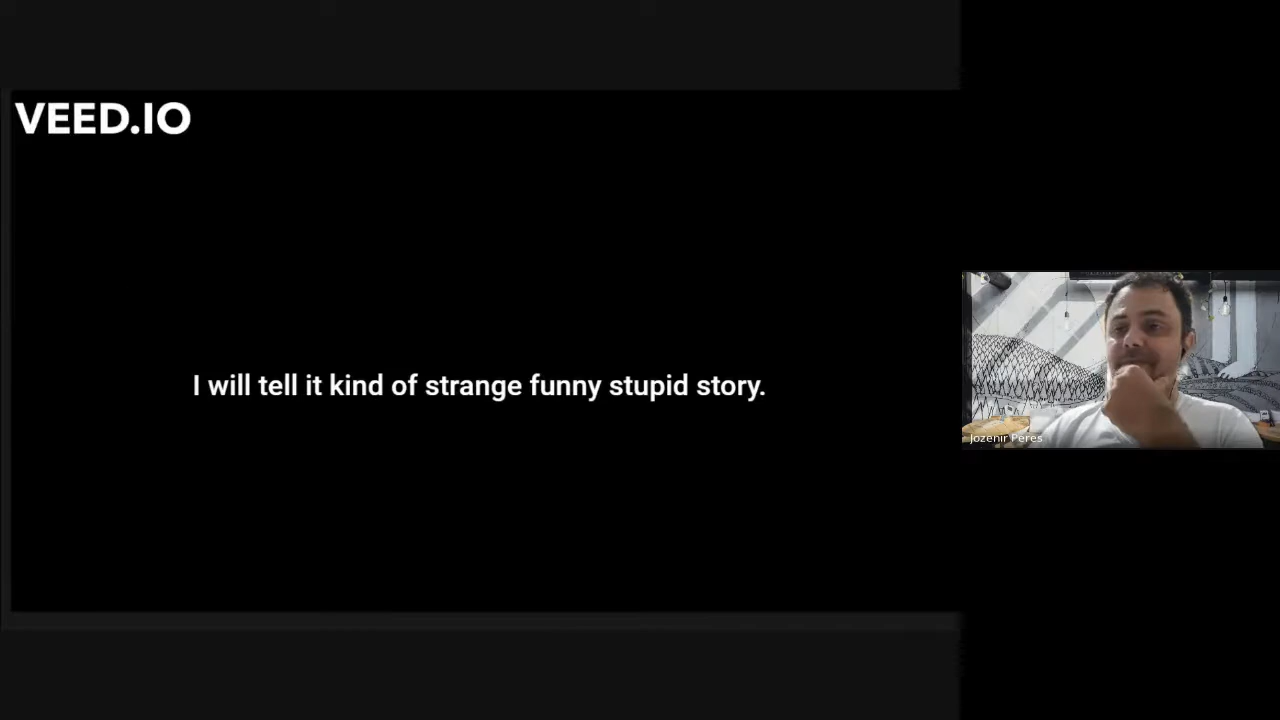 VEED.IO
I will tell it kind of strange funny stupid story.
Jozenir Peres